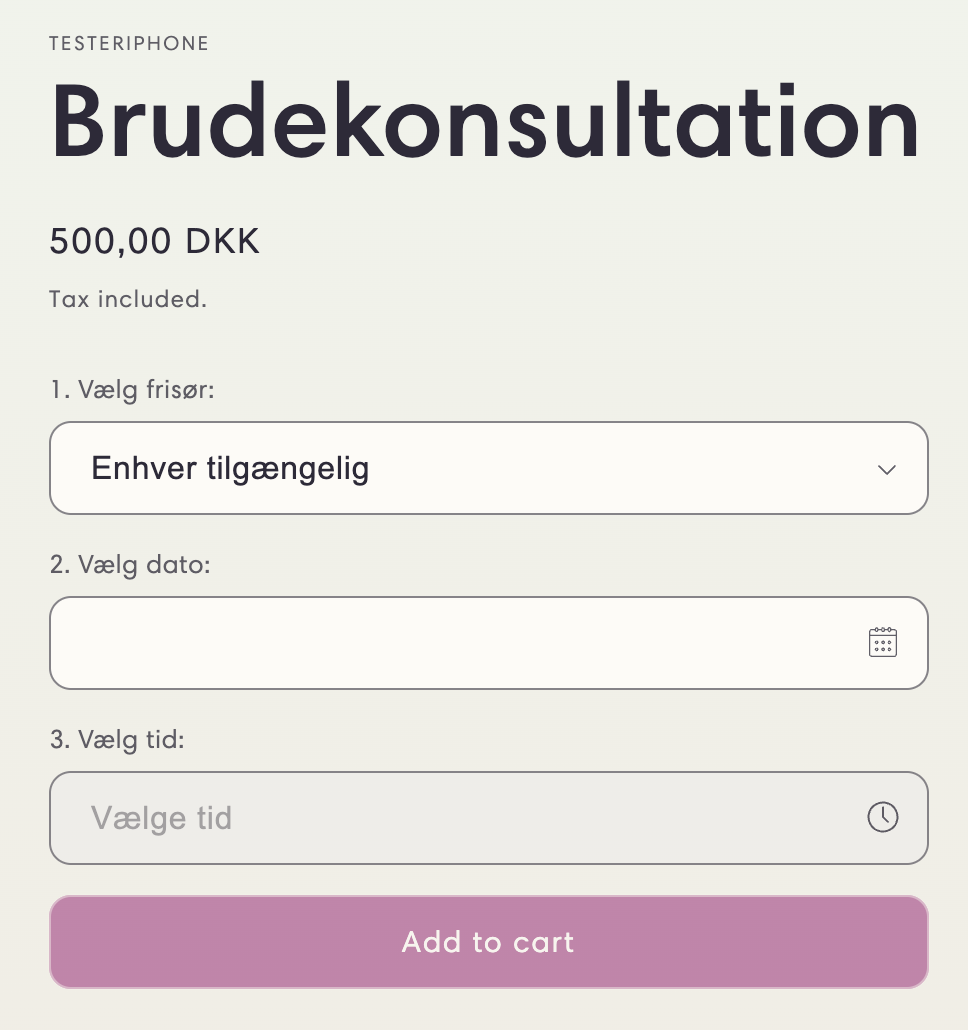 TESTERIPHONE
Brudekonsultation
500,00 DKK
Tax included.
1. Vælg frisør:
Enhver tilgængelig
2. Vælg dato:
3. Vælg tid:
Vælge tid
Add to cart